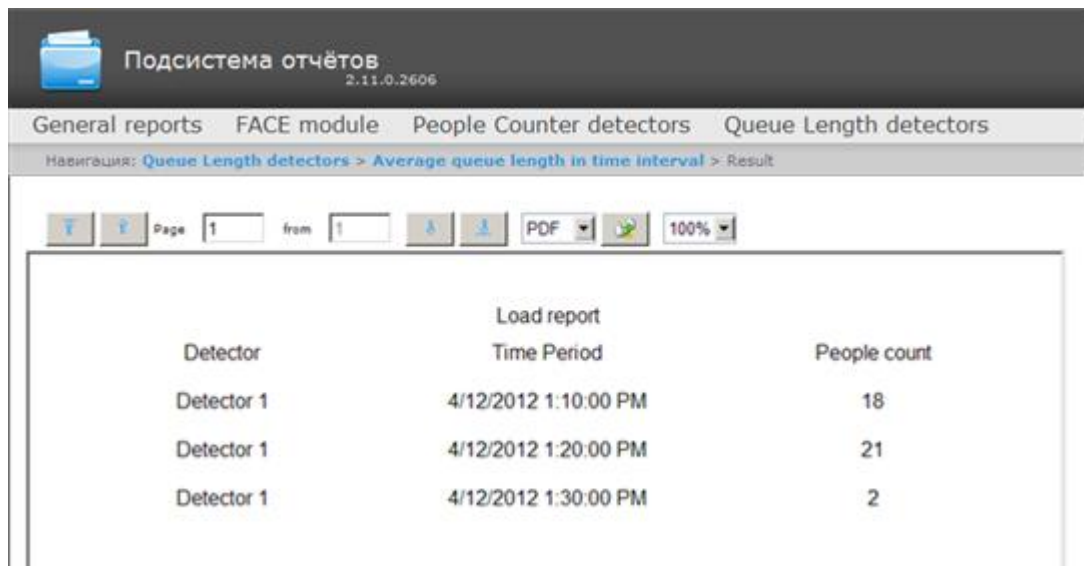 Подсистема отчётов
2.11.0.2606
General reports FACE module People Counter detectors Queue Length detectors
Навигация: Queue Length detectors > Average queue length in time interval > Result
Page 1 from 1 PDF 100%
Load report
Detector Time Period People count
Detector 1 4/12/2012 1:10:00 PM 18
Detector 1 4/12/2012 1:20:00 PM 21
Detector 1 4/12/2012 1:30:00 PM 2